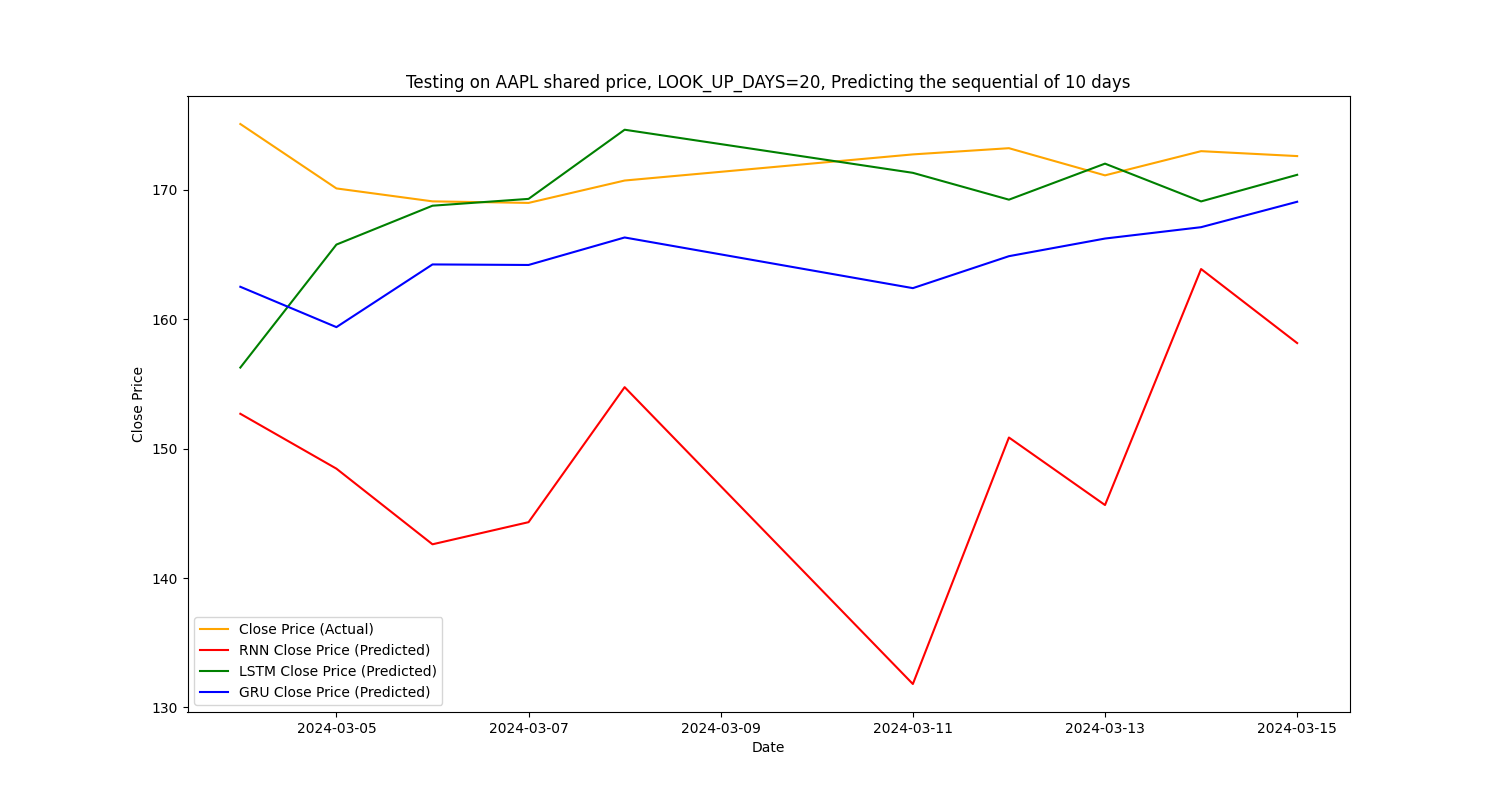 Testing on AAPL shared price, LOOK_UP_DAYS=20, Predicting the sequential of 10 days
Close Price
170
160
150
140
130
Close Price (Actual)
RNN Close Price (Predicted)
LSTM Close Price (Predicted)
GRU Close Price (Predicted)
2024-03-05
2024-03-07
2024-03-09
2024-03-11
2024-03-13
2024-03-15
Date